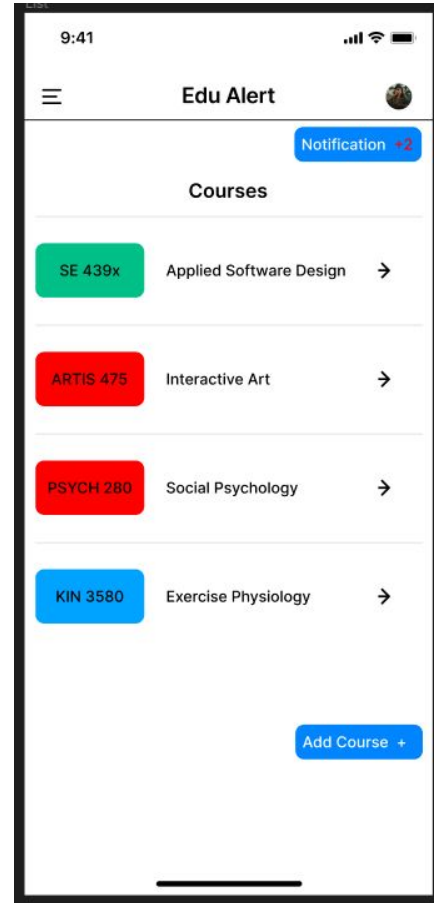 List
9:41
Edu Alert
Notification +2
Courses
SE 439x Applied Software Design →
ARTIS 475 Interactive Art →
PSYCH 280 Social Psychology →
KIN 3580 Exercise Physiology →
Add Course +